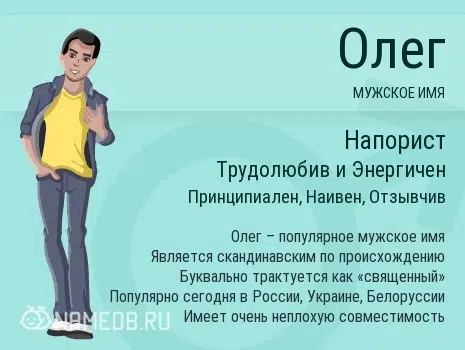 Олег
МУЖСКОЕ ИМЯ
Напорист
Трудолюбив и Энергичен
Принципиален, Наивен, Отзывчив
Олег – популярное мужское имя
Является скандинавским по происхождению
Буквально трактуется как «священный»
Популярно сегодня в России, Украине, Белоруссии
Имеет очень неплохую совместимость
NAMEDB.RU